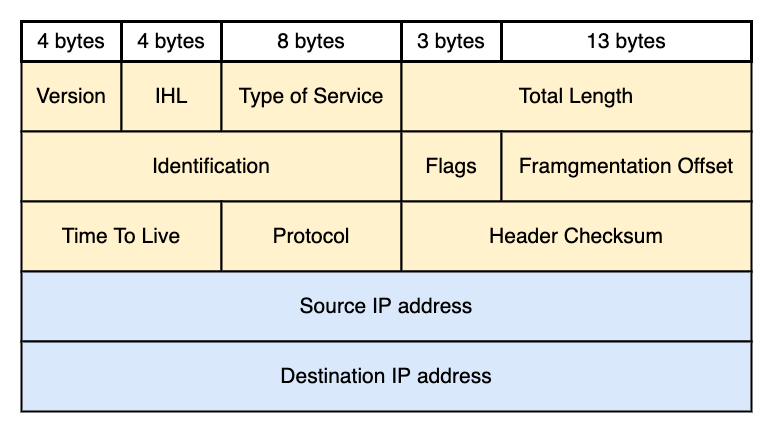 4 bytes 4 bytes 8 bytes 3 bytes 13 bytes
Version IHL Type of Service Total Length
Identification Flags Framgmentation Offset
Time To Live Protocol Header Checksum
Source IP address
Destination IP address